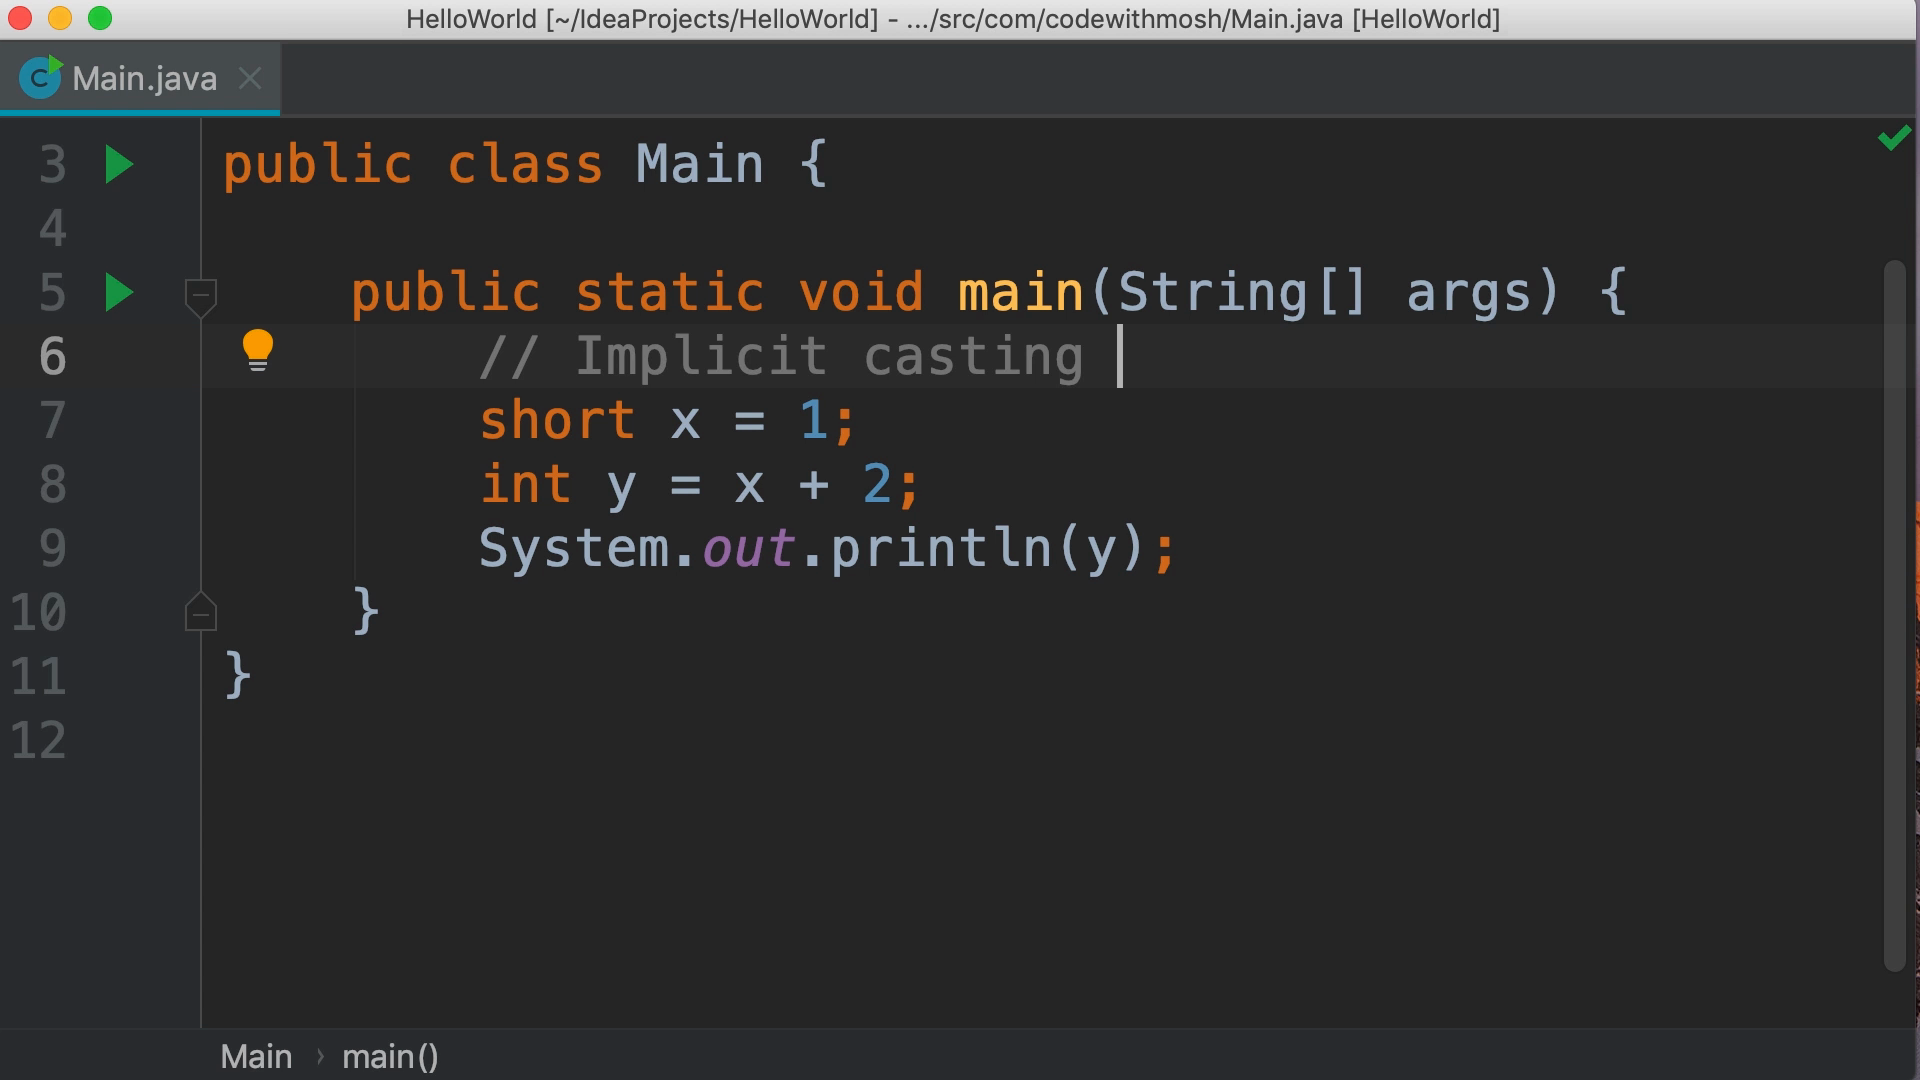 HelloWorld [~/IdeaProjects/HelloWorld] - .../src/com/codewithmosh/Main.java [HelloWorld]
C Main.java
3 public class Main {
4
5 public static void main(String[] args) {
6 // Implicit casting
7 short x = 1;
8 int y = x + 2;
9 System.out.println(y);
10 }
11 }
12
Main › main()